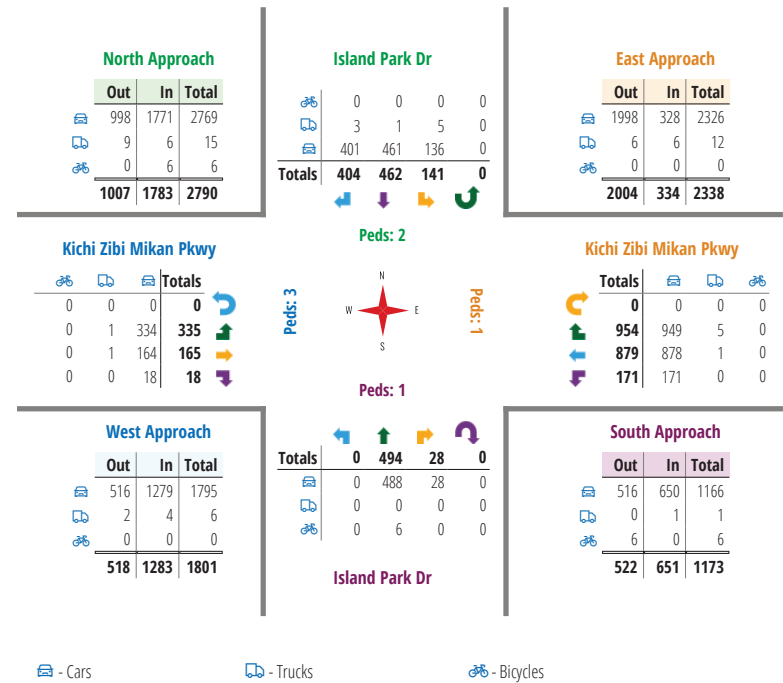 North Approach
Out In Total
998 1771 2769
9 6 15
0 6 6
1007 1783 2790
Island Park Dr
0 0 0 0
3 1 5 0
401 461 136 0
Totals 404 462 141 0
East Approach
Out In Total
1998 328 2326
6 6 12
0 0 0
2004 334 2338
Kichi Zibi Mikan Pkwy
Totals
0 0 0 0
0 1 334 335
0 1 164 165
0 0 18 18
Peds: 2
Peds: 3
N
W E
S
Peds: 1
Peds: 1
Kichi Zibi Mikan Pkwy
Totals
0 0 0 0
954 949 5 0
879 878 1 0
171 171 0 0
West Approach
Out In Total
516 1279 1795
2 4 6
0 0 0
518 1283 1801
Totals 0 494 28 0
0 488 28 0
0 0 0 0
0 6 0 0
Island Park Dr
South Approach
Out In Total
516 650 1166
0 1 1
6 0 6
522 651 1173
- Cars
- Trucks
- Bicycles